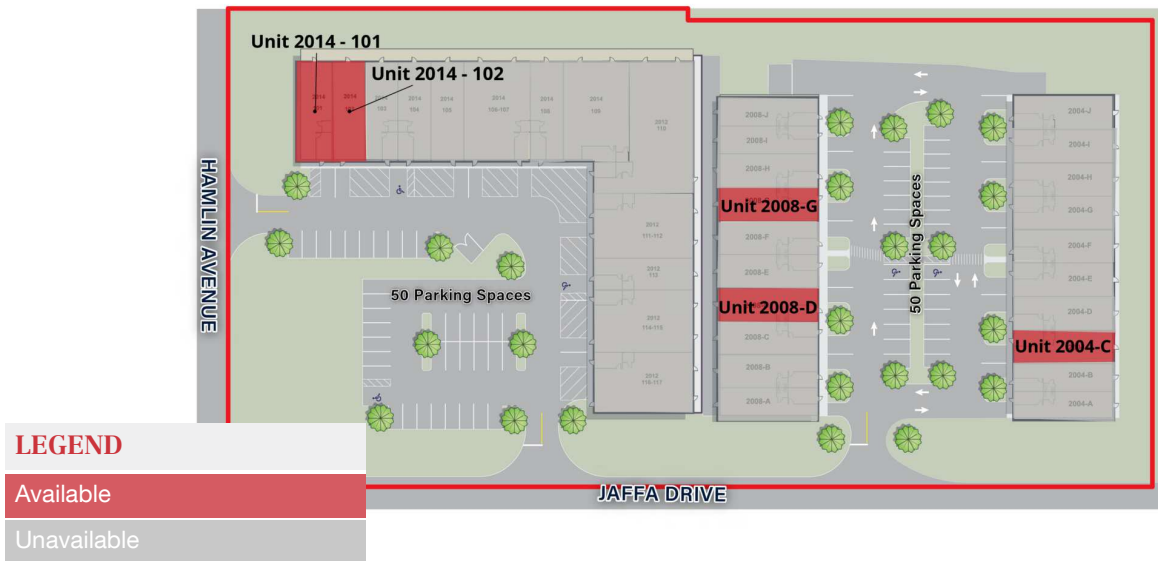 Unit 2014 - 101
Unit 2014 - 102
2014
101
2014
102
2014
103
2014
104
2014
105
2014
106-107
2014
108
2014
109
2012
110
2012
111-112
2012
113
2012
114-115
2012
116-117
2008-J
2008-I
2008-H
Unit 2008-G
2008-F
2008-E
Unit 2008-D
2008-C
2008-B
2008-A
2004-J
2004-I
2004-H
2004-G
2004-F
2004-E
2004-D
Unit 2004-C
2004-B
2004-A
50 Parking Spaces
50 Parking Spaces
HAMLIN AVENUE
JAFFA DRIVE
LEGEND
Available
Unavailable